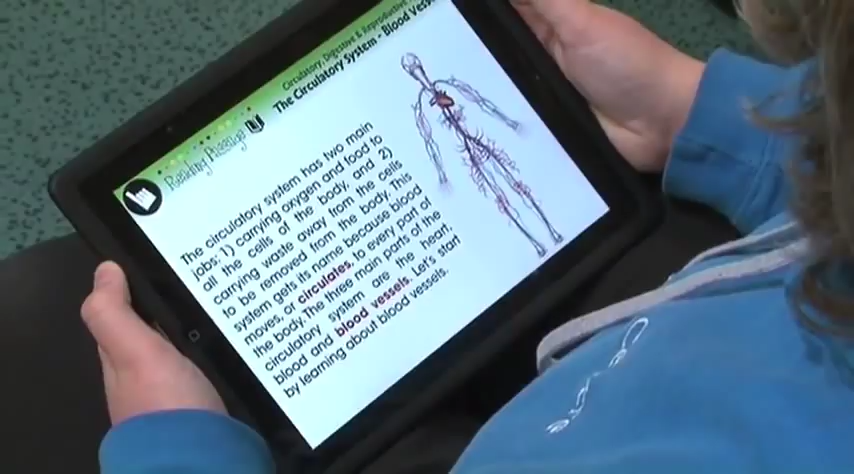 Circulatory, Digestive & Reproductive
The Circulatory System - Blood Vess
Reading Passage
The circulatory system has two main
jobs: 1) carrying oxygen and food to
all the cells of the body, and 2)
carrying waste away from the cells
to be removed from the body. This
system gets its name because blood
moves, or circulates, to every part of
the body. The three main parts of the
circulatory system are the heart,
blood and blood vessels. Let's start
by learning about blood vessels.